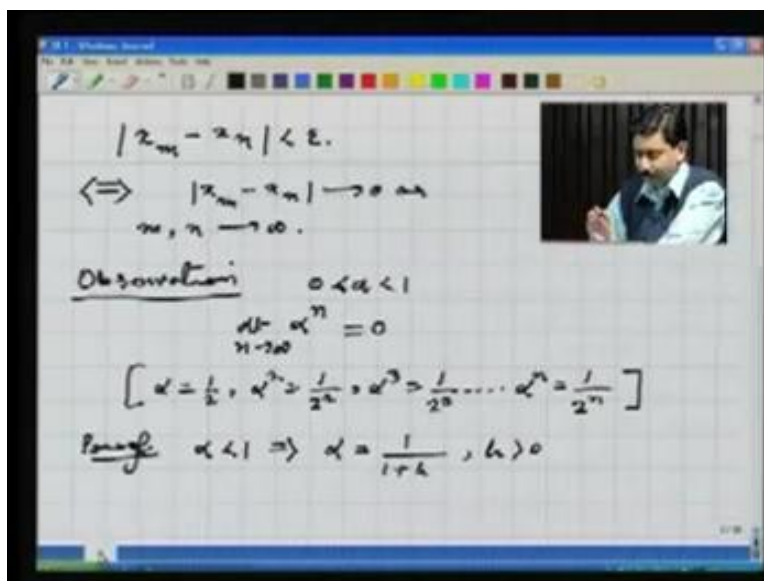 |x_m - x_n| < ε.
⟺ |x_m - x_n| → 0 as
m, n → ∞.
Observation 0 < α < 1
lt α^n = 0
n→∞
[ α = 1/2, α^2 = 1/2^2, α^3 = 1/2^3 .... α^n = 1/2^n ]
Proof. α < 1 ⇒ α = 1/(1+h), h > 0